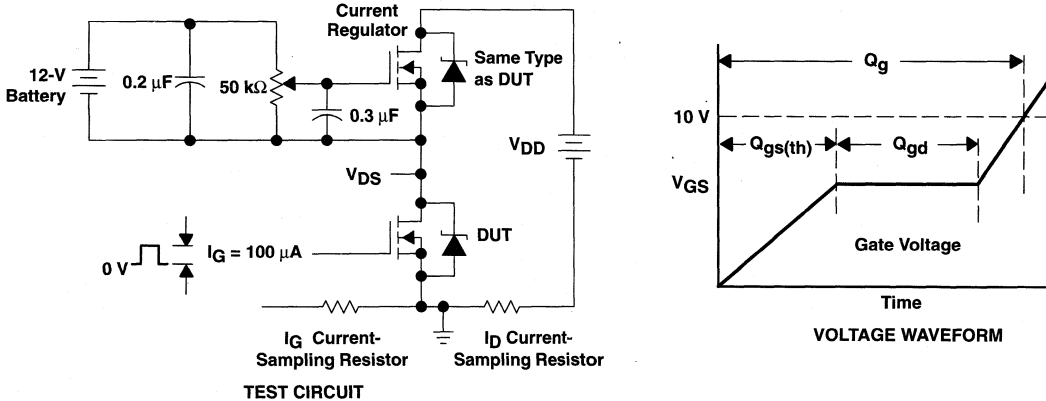 Current
Regulator
12-V
Battery
0.2 μF
50 kΩ
Same Type
as DUT
0.3 μF
VDD
VDS
DUT
0 V
IG = 100 μA
IG Current-
Sampling Resistor
ID Current-
Sampling Resistor
TEST CIRCUIT
Qg
10 V
Qgs(th)
Qgd
VGS
Gate Voltage
Time
VOLTAGE WAVEFORM